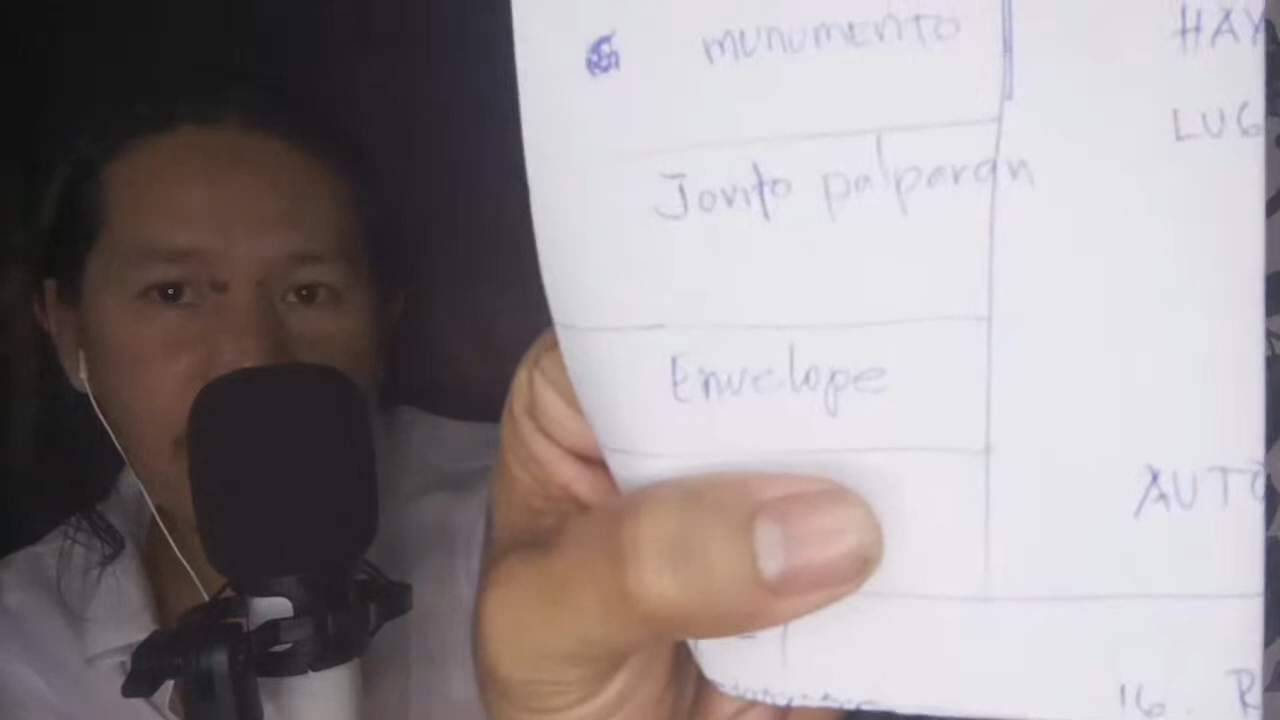 munumento
HAY
LUG
Jovito palparan
Envelope
AUTO
16. R